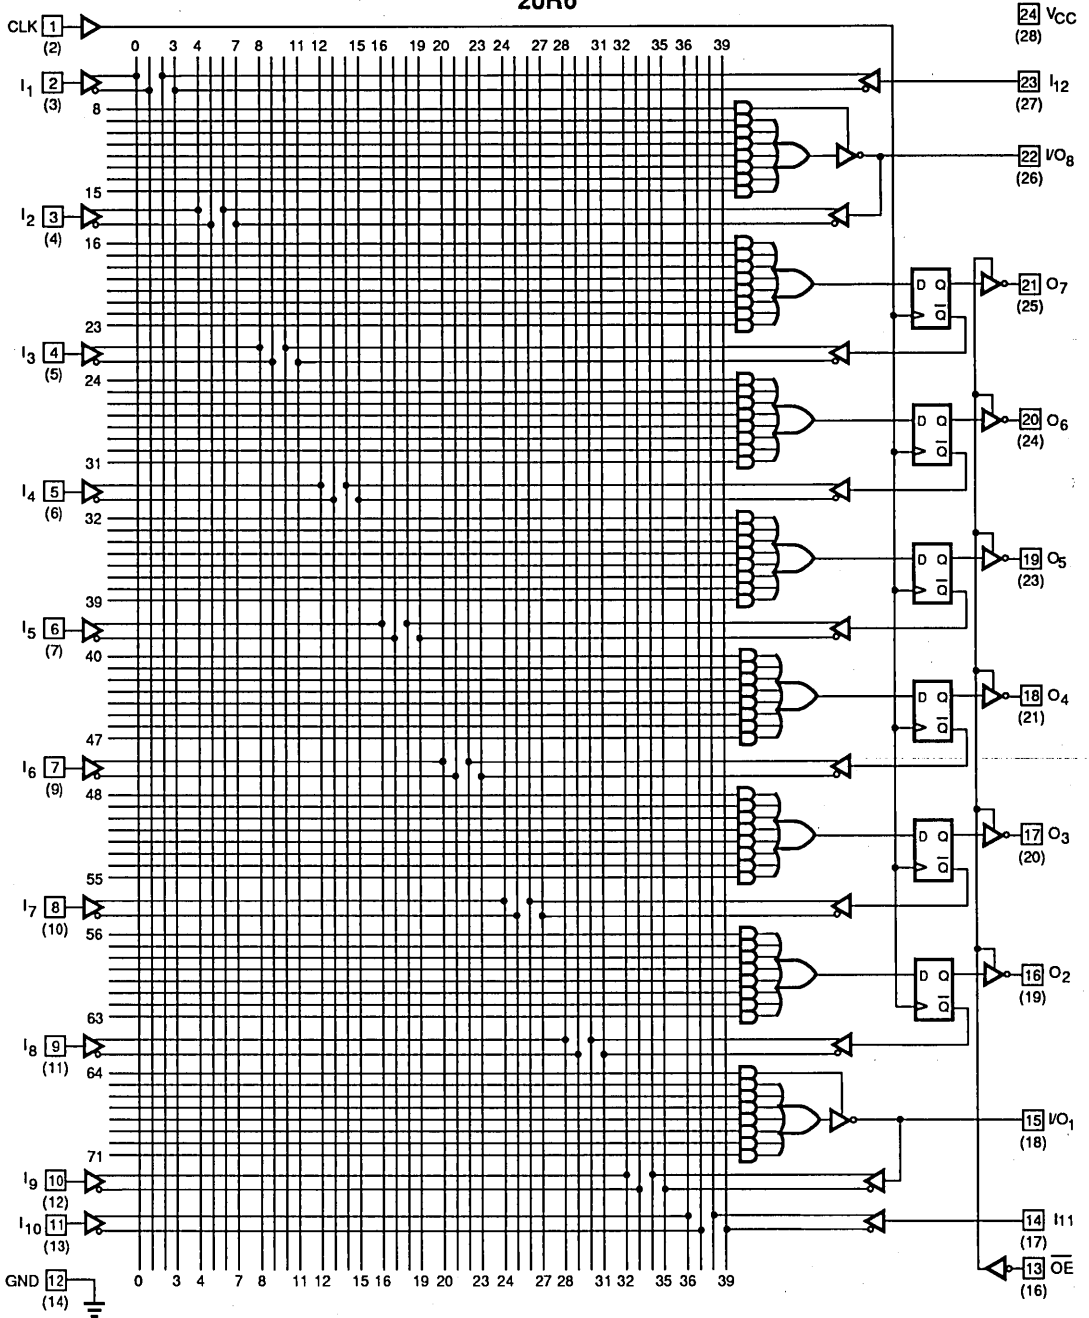 20R6
CLK 1
(2)
24 VCC
(28)
0 3 4 7 8 11 12 15 16 19 20 23 24 27 28 31 32 35 36 39
I1 2
(3)
23 I12
(27)
8
22 I/O8
(26)
15
I2 3
(4)
16
D Q
Q̅
21 O7
(25)
23
I3 4
(5)
24
D Q
Q̅
20 O6
(24)
31
I4 5
(6)
32
D Q
Q̅
19 O5
(23)
39
I5 6
(7)
40
D Q
Q̅
18 O4
(21)
47
I6 7
(9)
48
D Q
Q̅
17 O3
(20)
55
I7 8
(10)
56
D Q
Q̅
16 O2
(19)
63
I8 9
(11)
64
15 I/O1
(18)
71
I9 10
(12)
I10 11
(13)
14 I11
(17)
0 3 4 7 8 11 12 15 16 19 20 23 24 27 28 31 32 35 36 39
13 O̅E̅
(16)
GND 12
(14)